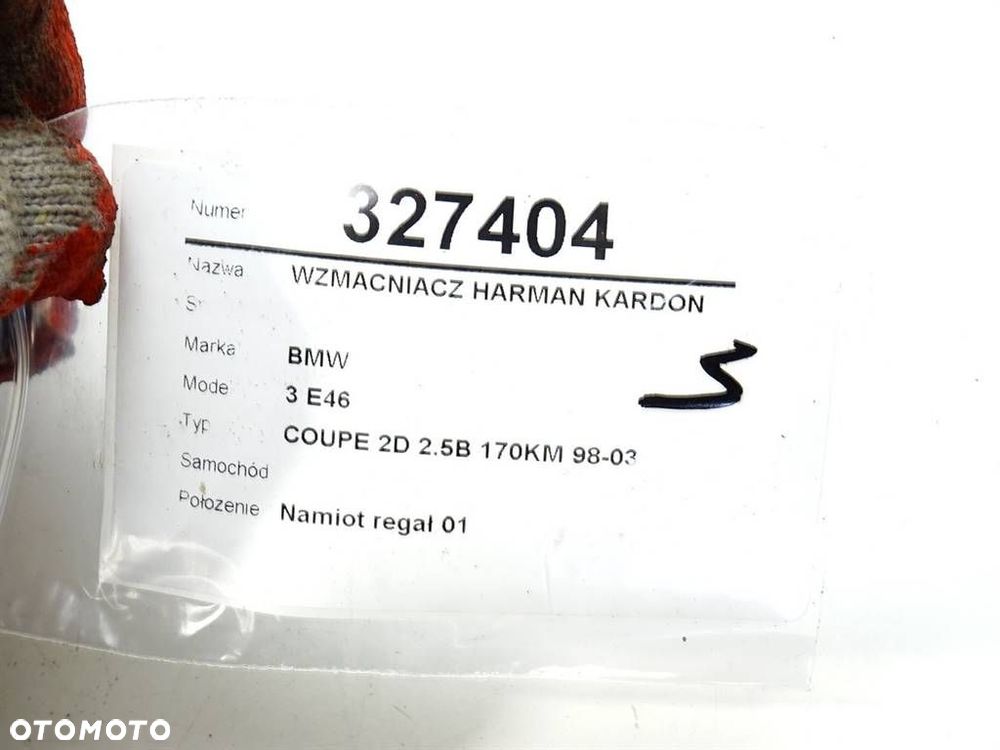 Numer 327404
Nazwa WZMACNIACZ HARMAN KARDON
Marka BMW
Mode 3 E46
Typ COUPE 2D 2.5B 170KM 98-03
Samochód
Położenie Namiot regał 01
OTOMOTO